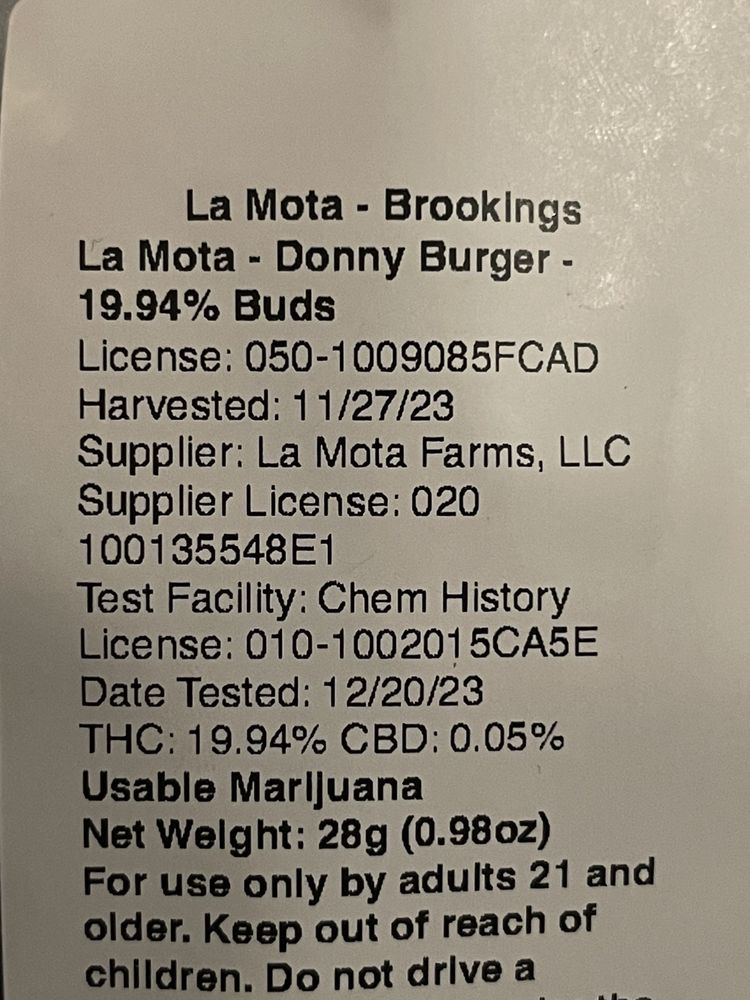 La Mota - Brookings
La Mota - Donny Burger -
19.94% Buds
License: 050-1009085FCAD
Harvested: 11/27/23
Supplier: La Mota Farms, LLC
Supplier License: 020
100135548E1
Test Facility: Chem History
License: 010-1002015CA5E
Date Tested: 12/20/23
THC: 19.94% CBD: 0.05%
Usable Marijuana
Net Weight: 28g (0.98oz)
For use only by adults 21 and
older. Keep out of reach of
children. Do not drive a